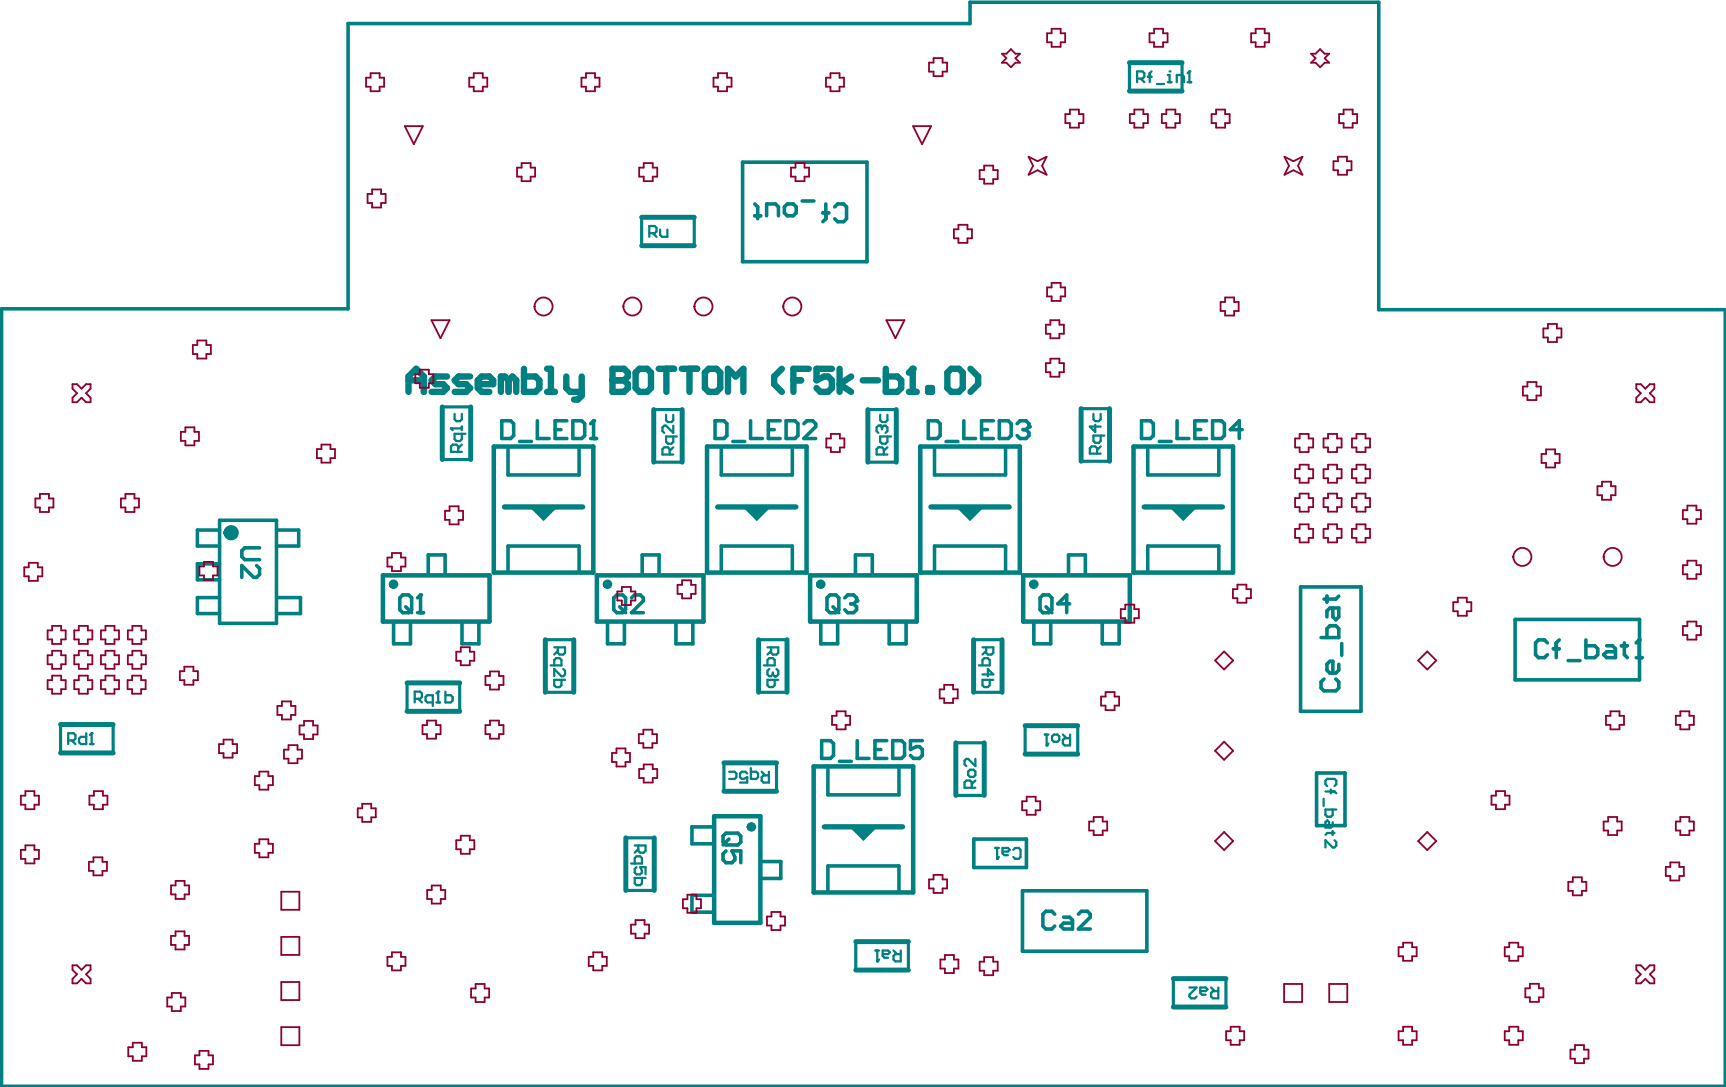 Rf_in1
Cf_out
Ru
Assembly BOTTOM (F5k-b1.0)
Rq1c
D_LED1
Rq2c
D_LED2
Rq3c
D_LED3
Rq4c
D_LED4
U2
Q1
Q2
Q3
Q4
Ce_bat
Cf_bat1
Rq2b
Rq3b
Rq4b
Rq1b
Rd1
Ro1
D_LED5
Rq5c
Ro2
Cf_bat2
Q5
Rq5b
Ca1
Ca2
Ra1
Ra2